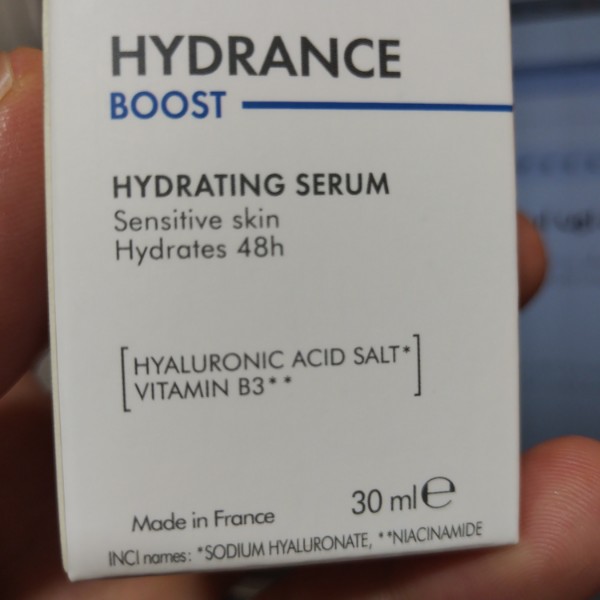 HYDRANCE
BOOST
HYDRATING SERUM
Sensitive skin
Hydrates 48h
HYALURONIC ACID SALT*
VITAMIN B3**
Made in France
30 ml℮
INCI names: *SODIUM HYALURONATE, **NIACINAMIDE